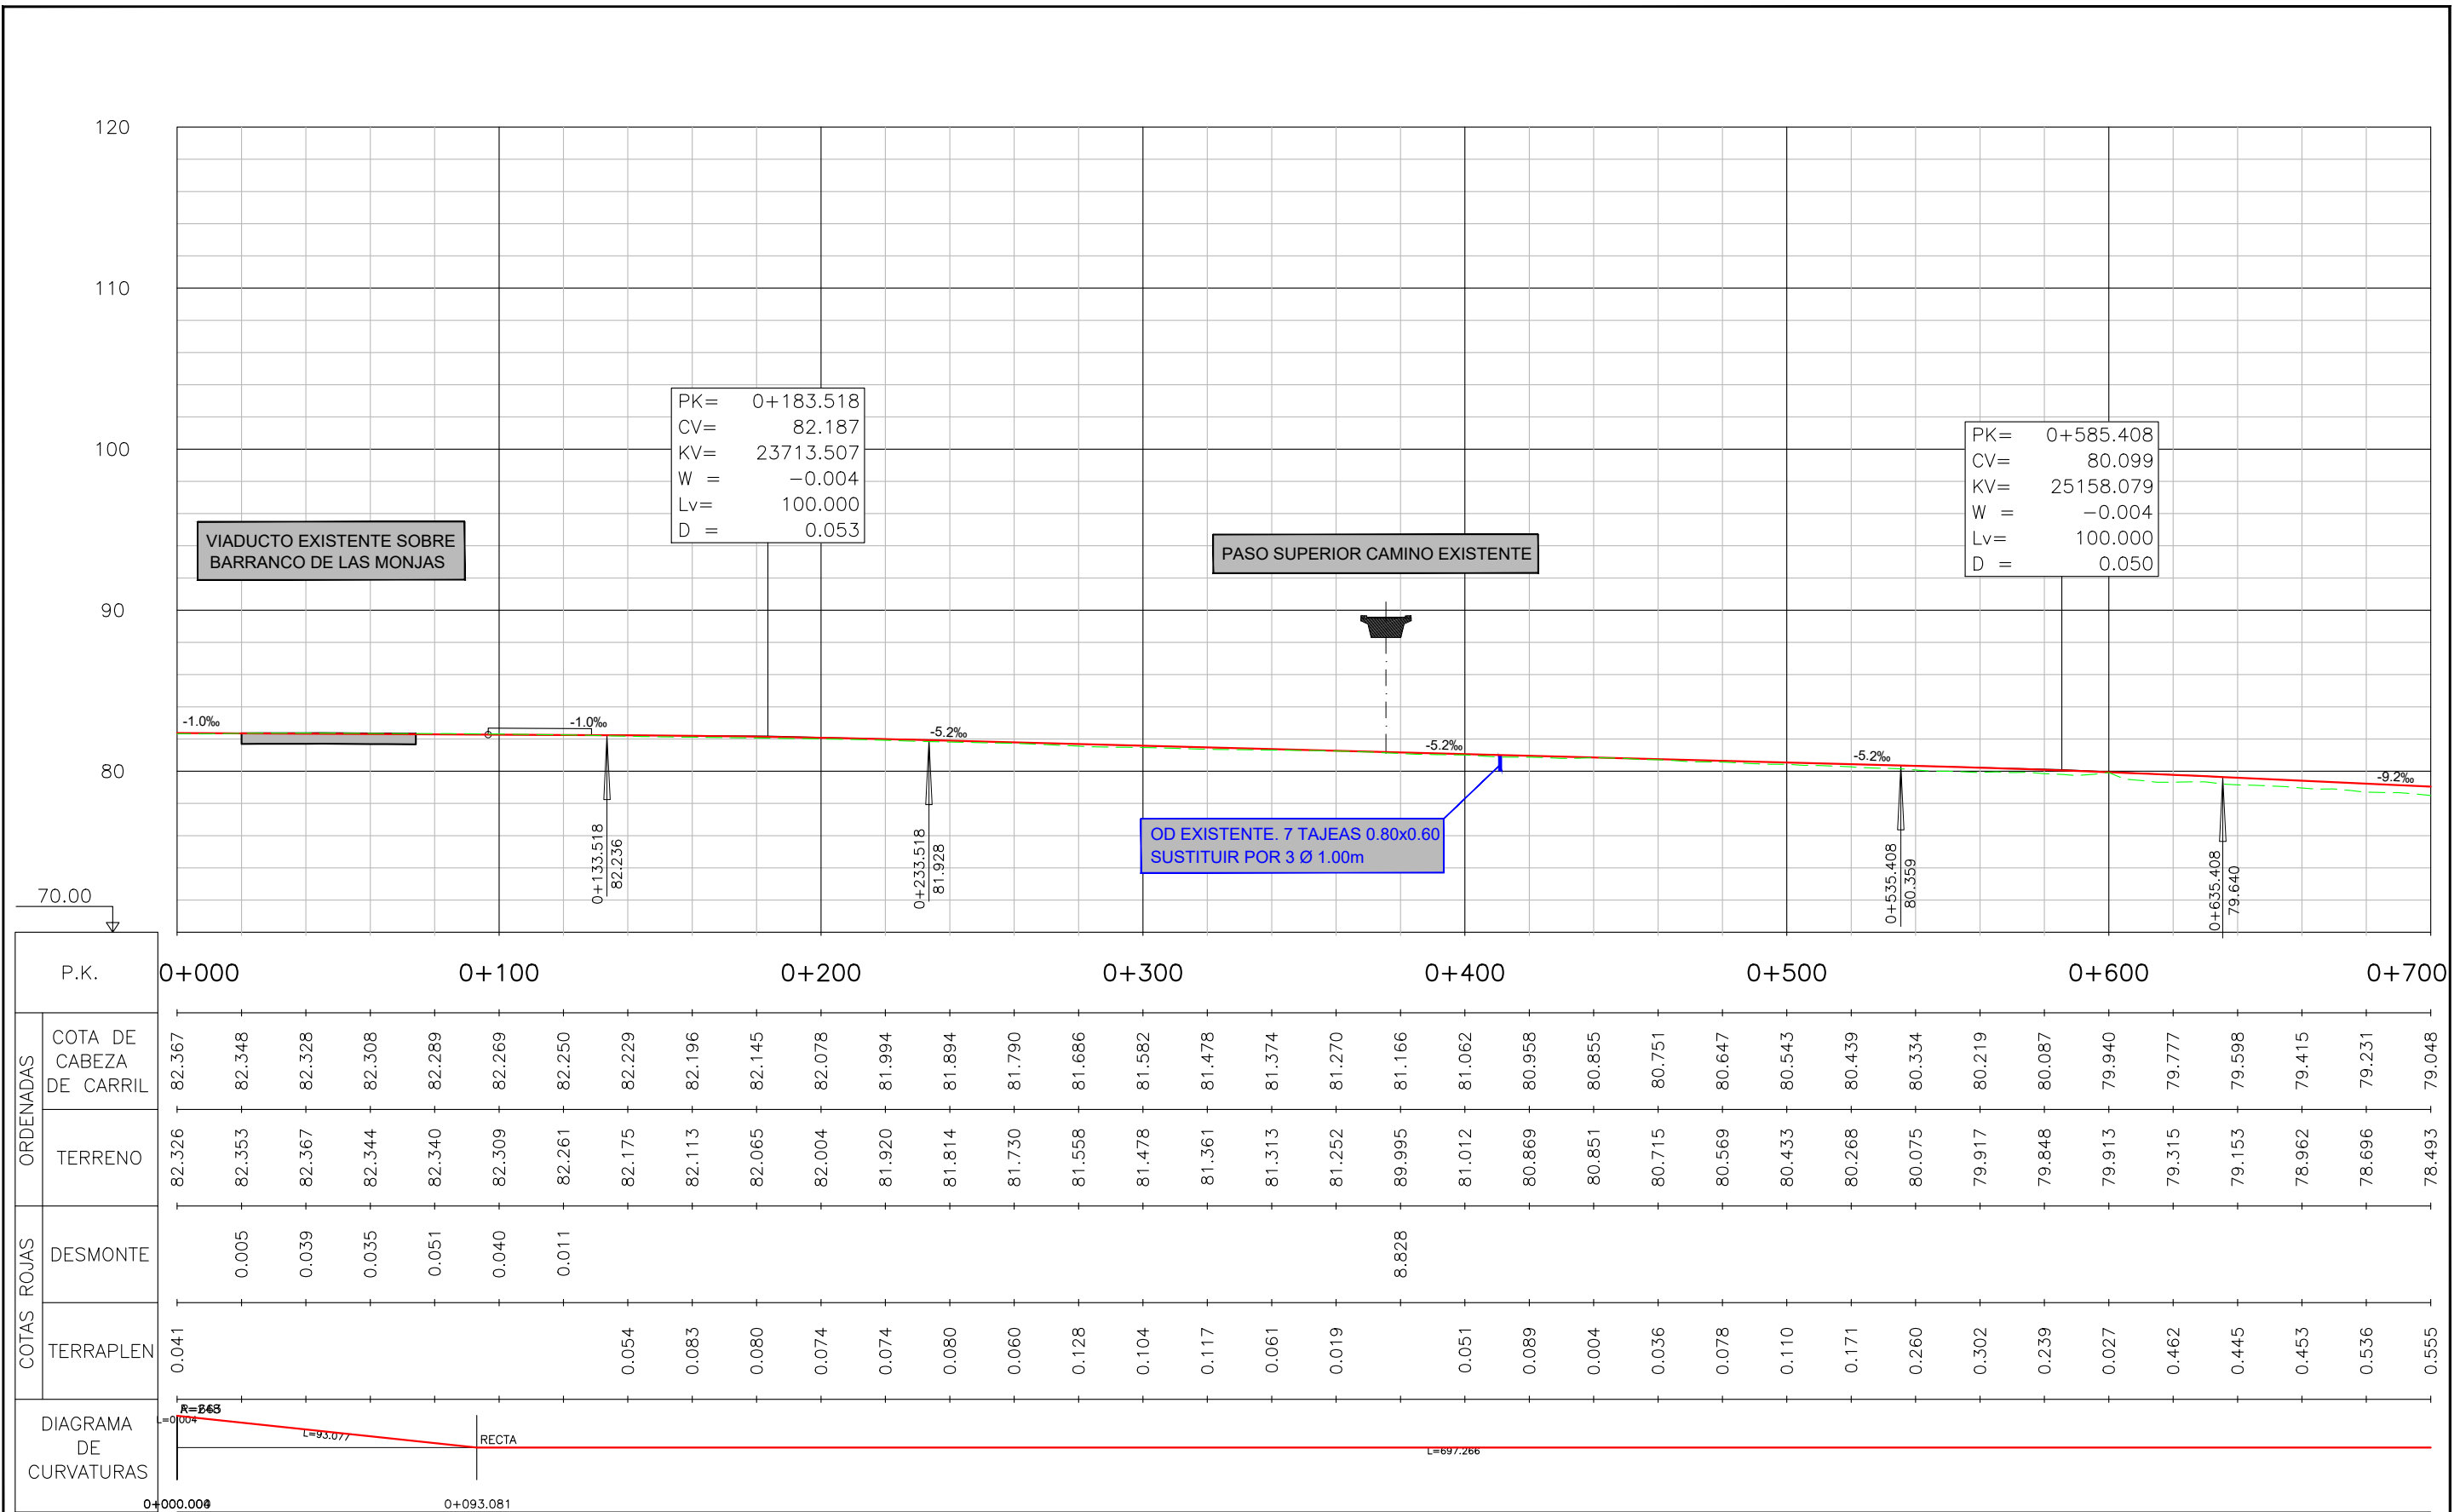 120
110
100
90
80
70.00
PK= 0+183.518
CV= 82.187
KV= 23713.507
W = -0.004
Lv= 100.000
D = 0.053
PK= 0+585.408
CV= 80.099
KV= 25158.079
W = -0.004
Lv= 100.000
D = 0.050
VIADUCTO EXISTENTE SOBRE
BARRANCO DE LAS MONJAS
PASO SUPERIOR CAMINO EXISTENTE
-1.0‰
-1.0‰
-5.2‰
-5.2‰
-5.2‰
-9.2‰
0+133.518
82.236
0+233.518
81.928
OD EXISTENTE. 7 TAJEAS 0.80x0.60
SUSTITUIR POR 3 Ø 1.00m
0+535.408
80.359
0+635.408
79.640
P.K. 0+000 0+100 0+200 0+300 0+400 0+500 0+600 0+700
ORDENADAS
COTA DE
CABEZA
DE CARRIL
82.367 82.348 82.328 82.308 82.289 82.269 82.250 82.229 82.196 82.145 82.078 81.994 81.894 81.790 81.686 81.582 81.478 81.374 81.270 81.166 81.062 80.958 80.855 80.751 80.647 80.543 80.439 80.334 80.219 80.087 79.940 79.777 79.598 79.415 79.231 79.048
TERRENO
82.326 82.353 82.367 82.344 82.340 82.309 82.261 82.175 82.113 82.065 82.004 81.920 81.814 81.730 81.558 81.478 81.361 81.313 81.252 89.995 81.012 80.869 80.851 80.715 80.569 80.433 80.268 80.075 79.917 79.848 79.913 79.315 79.153 78.962 78.696 78.493
COTAS ROJAS
DESMONTE
0.005 0.039 0.035 0.051 0.040 0.011 8.828
TERRAPLEN
0.041 0.054 0.083 0.080 0.074 0.074 0.080 0.060 0.128 0.104 0.117 0.061 0.019 0.051 0.089 0.004 0.036 0.078 0.110 0.171 0.260 0.302 0.239 0.027 0.462 0.445 0.453 0.536 0.555
DIAGRAMA
DE
CURVATURAS
L=0.004
L=93.077
RECTA
L=697.266
0+093.081